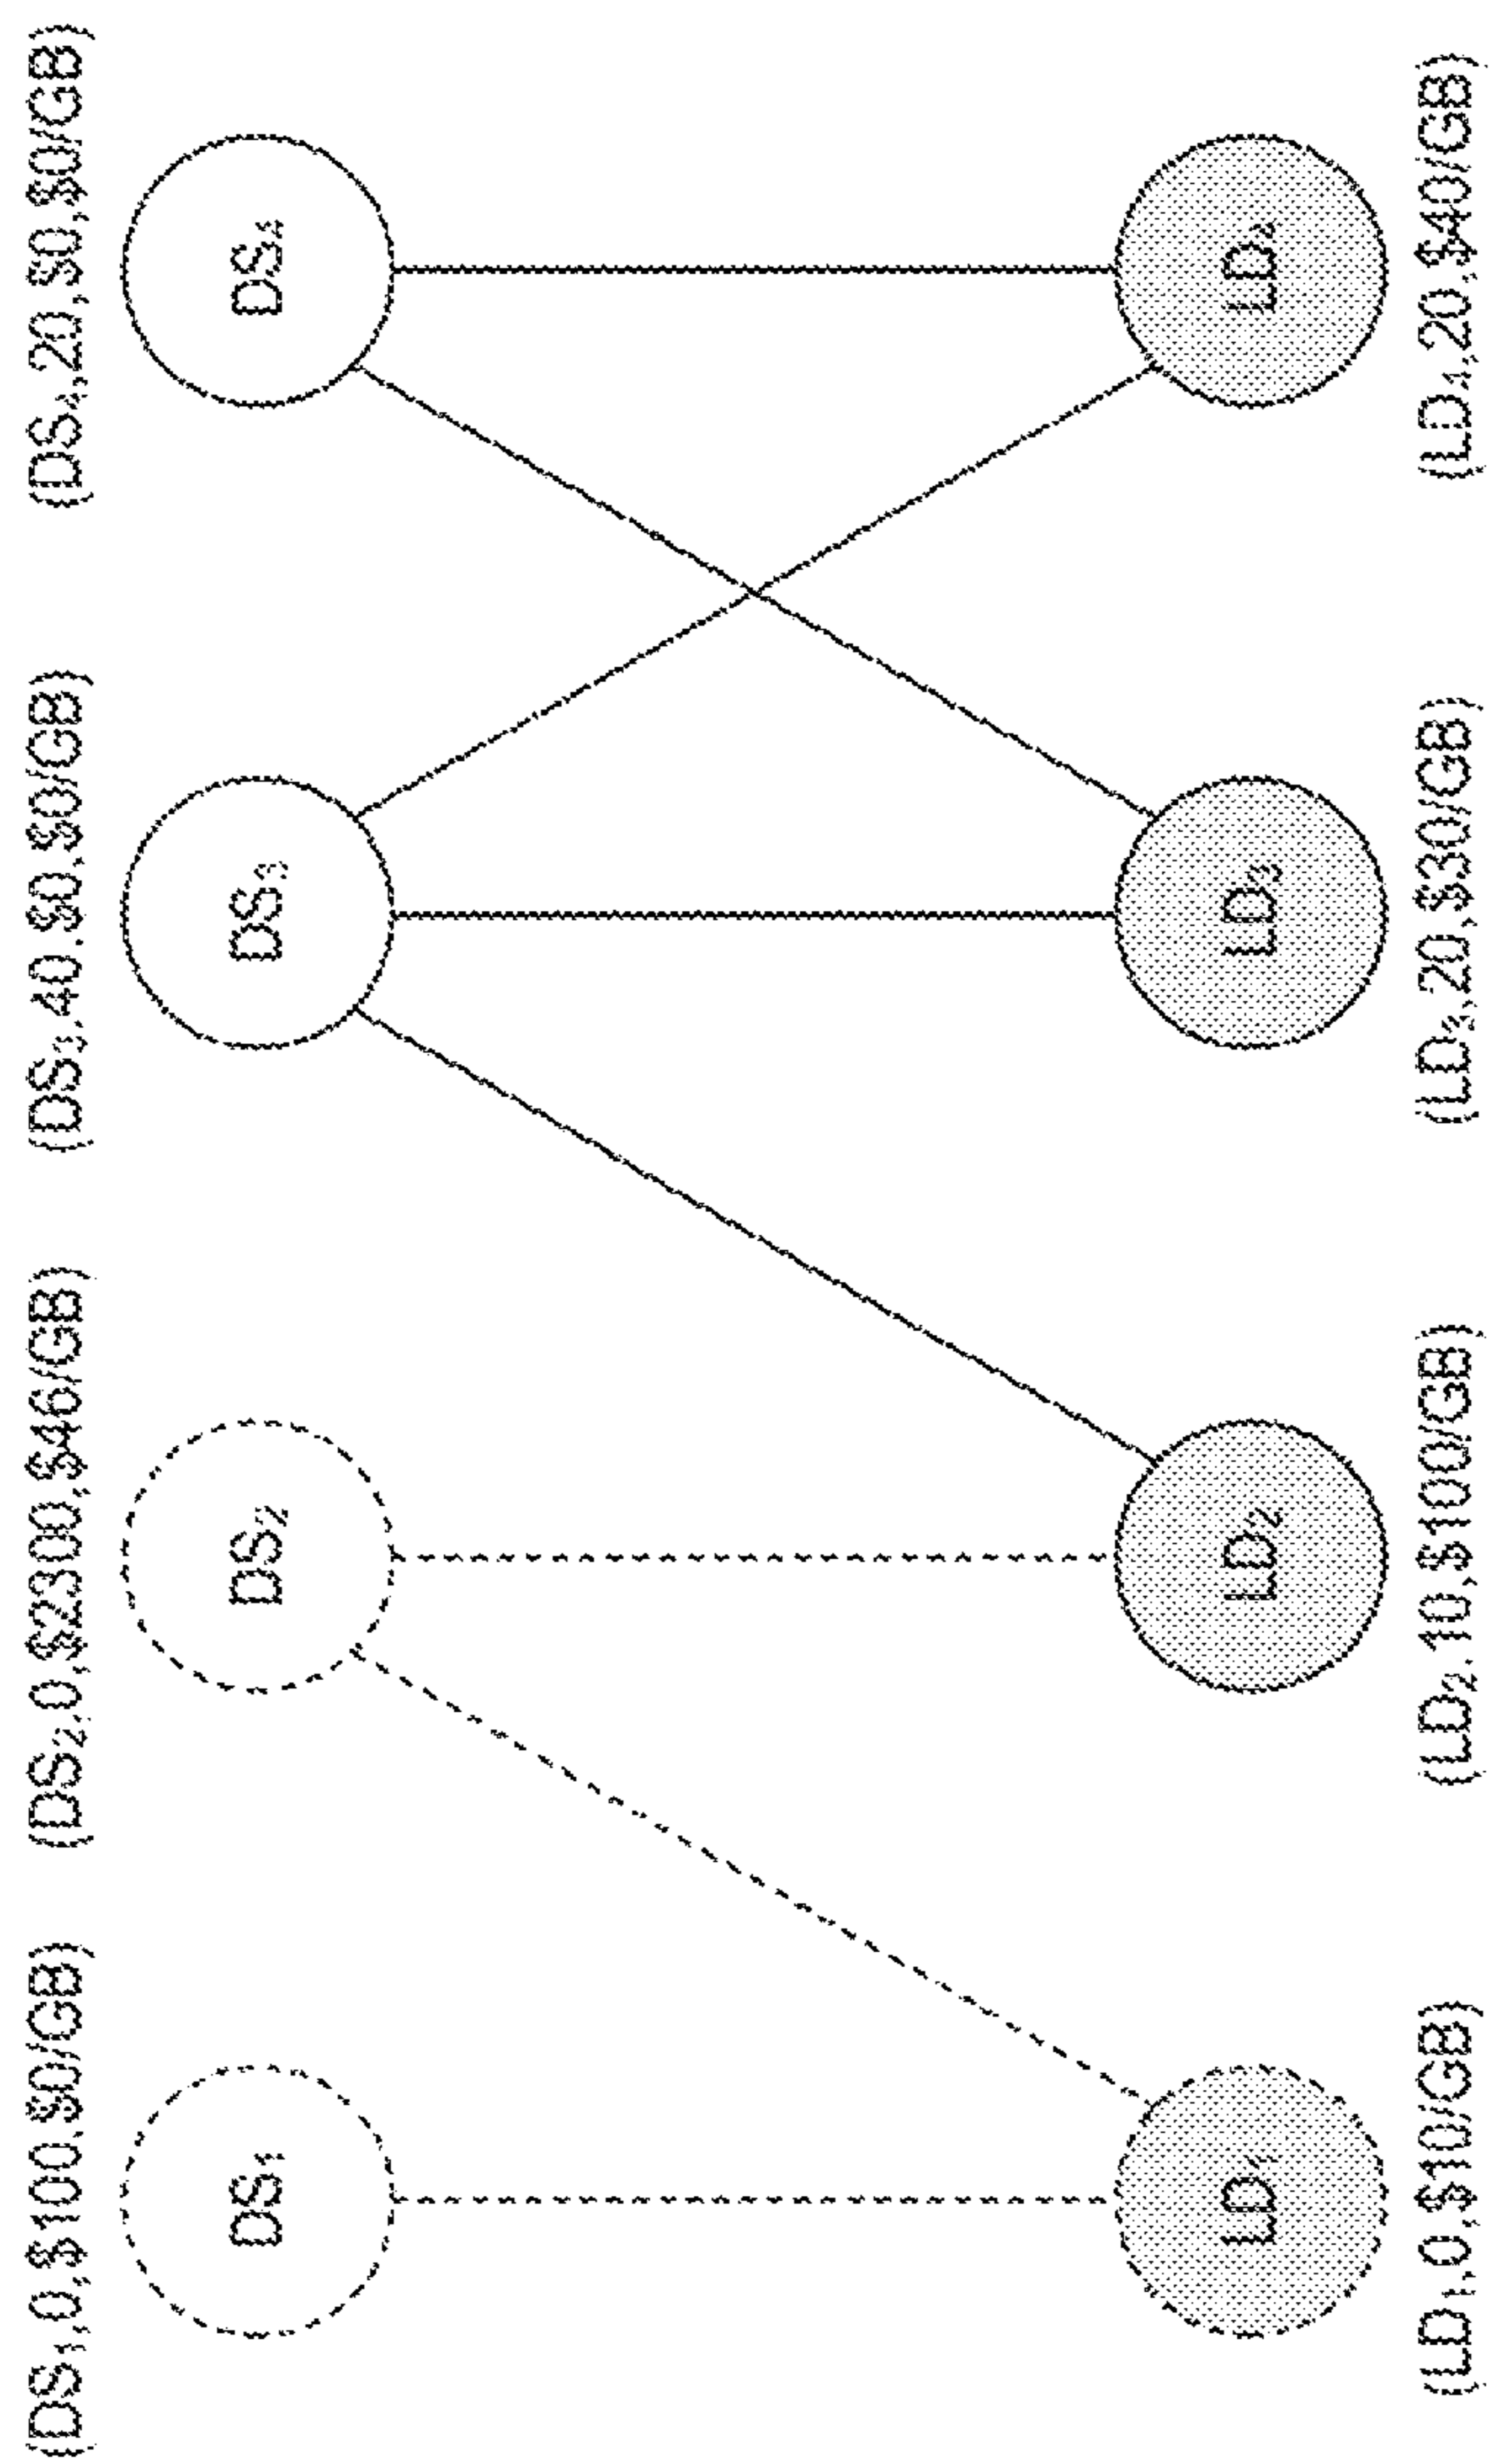 (DS₁,0,$100,$0/GB)
(DS₂,0,$2300,$46/GB)
(DS₃,40,$0,$0/GB)
(DS₄,20,$0,$0/GB)
DS₁
DS₂
DS₃
DS₄
LD₁
LD₂
LD₃
LD₄
(LD₁,0,$10/GB)
(LD₂,10,$100/GB)
(LD₃,20,$30/GB)
(LD₄,20,$40/GB)